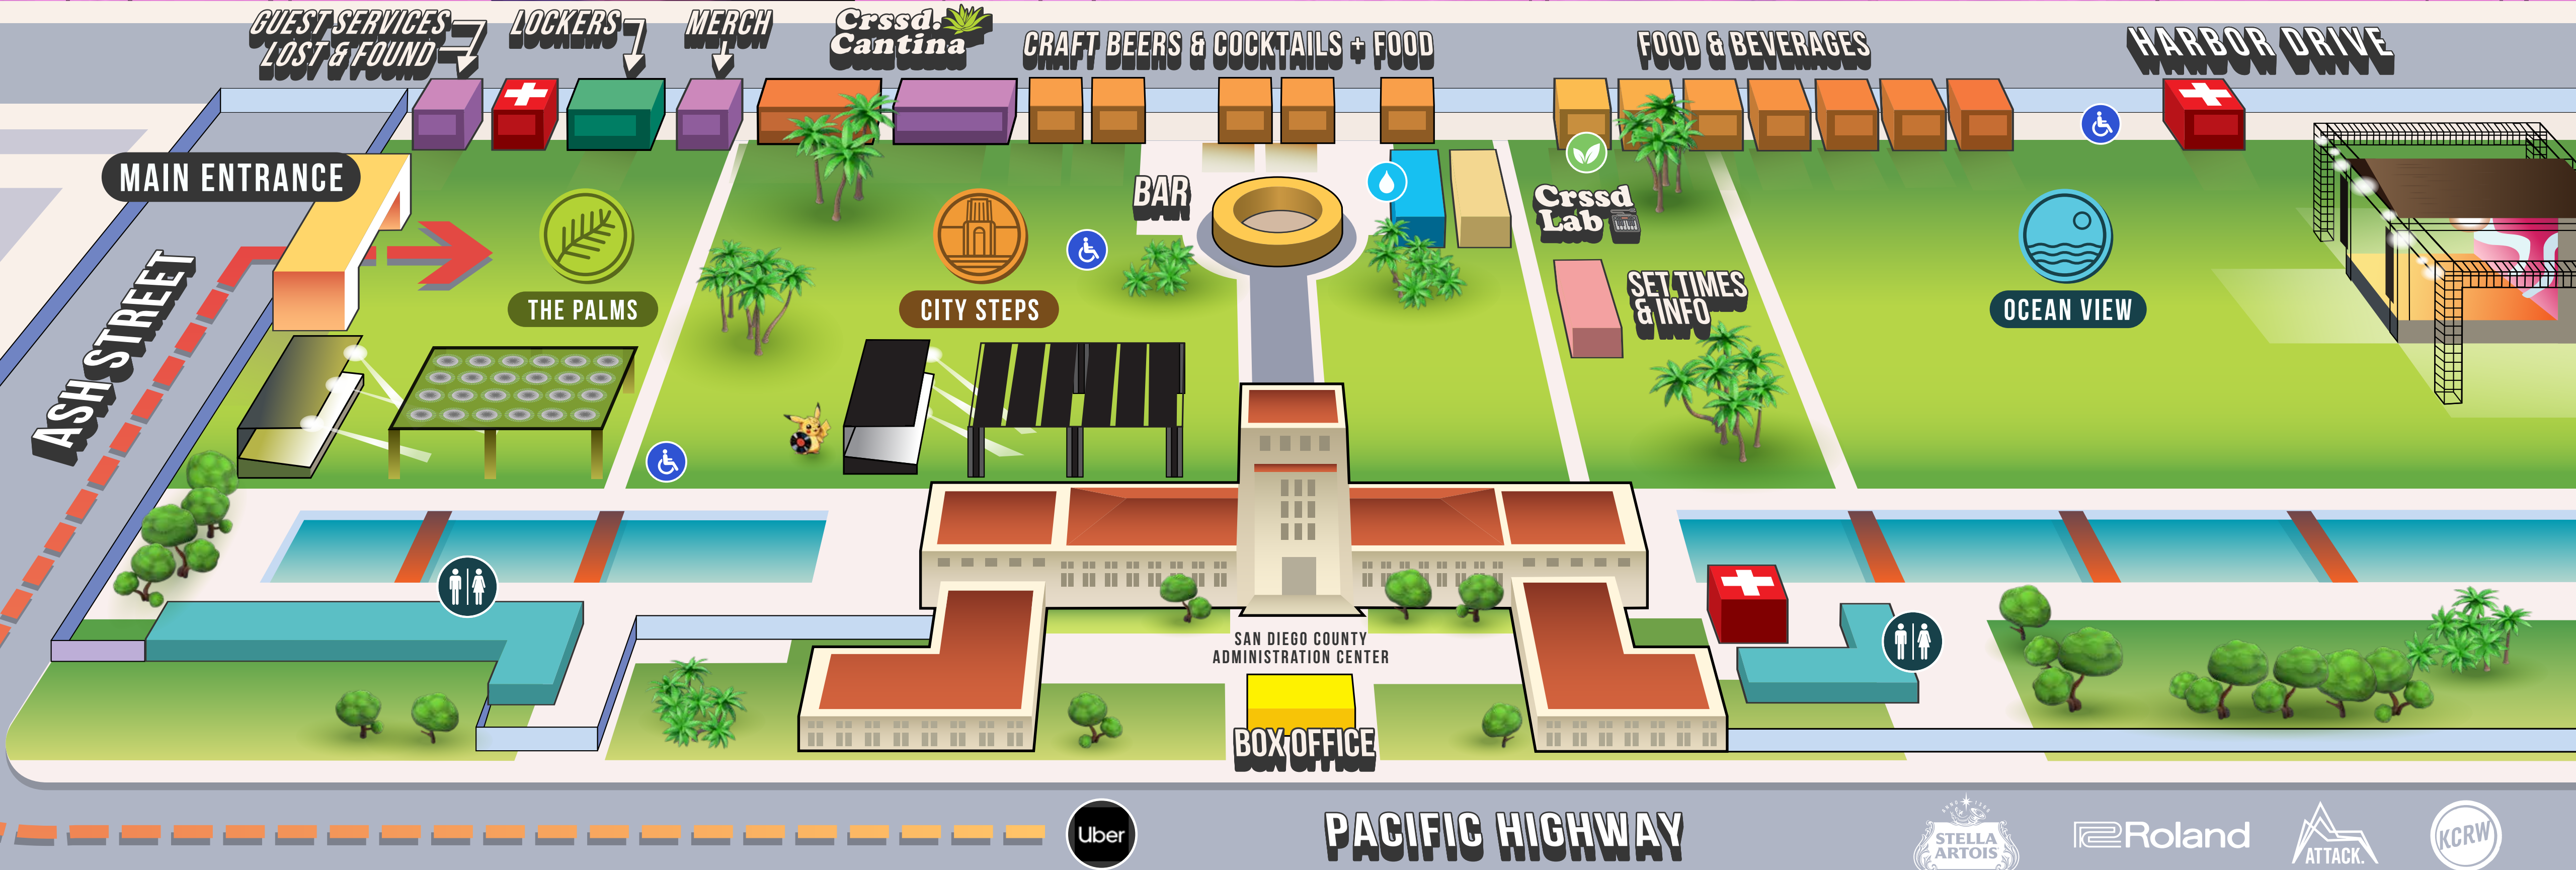 GUEST SERVICES
LOST & FOUND
LOCKERS
MERCH
Crssd.
Cantina
CRAFT BEERS & COCKTAILS + FOOD
FOOD & BEVERAGES
HARBOR DRIVE
MAIN ENTRANCE
ASH STREET
THE PALMS
CITY STEPS
BAR
Crssd
Lab
SET TIMES
& INFO
OCEAN VIEW
SAN DIEGO COUNTY
ADMINISTRATION CENTER
BOX OFFICE
Uber
PACIFIC HIGHWAY
STELLA
ARTOIS
Roland
ATTACK.
KCRW